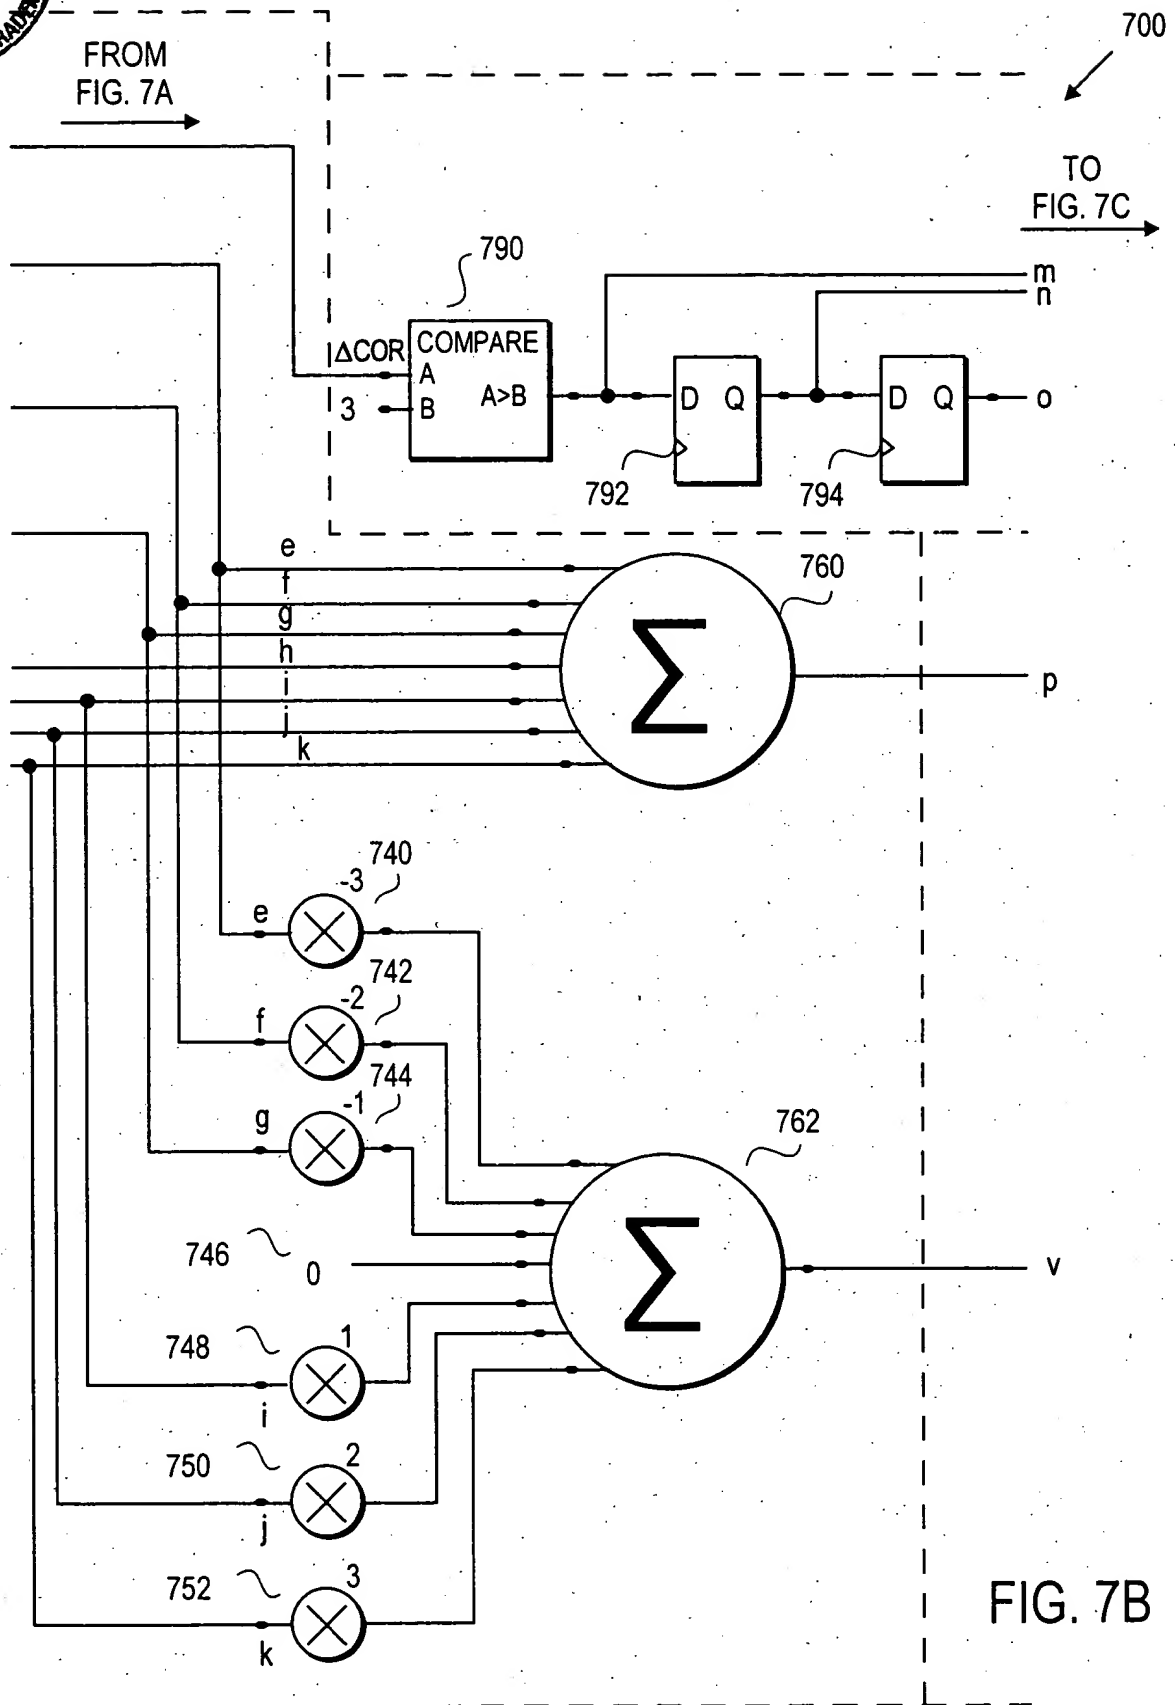 700
FROM
FIG. 7A
TO
FIG. 7C
790
m
n
ΔCOR
COMPARE
A
A>B
3
B
D Q
D Q
o
792
794
e
f
g
h
i
j
k
760
Σ
p
740
-3
e
742
-2
f
744
-1
g
762
Σ
746
0
v
748
1
i
750
2
j
752
3
k
FIG. 7B